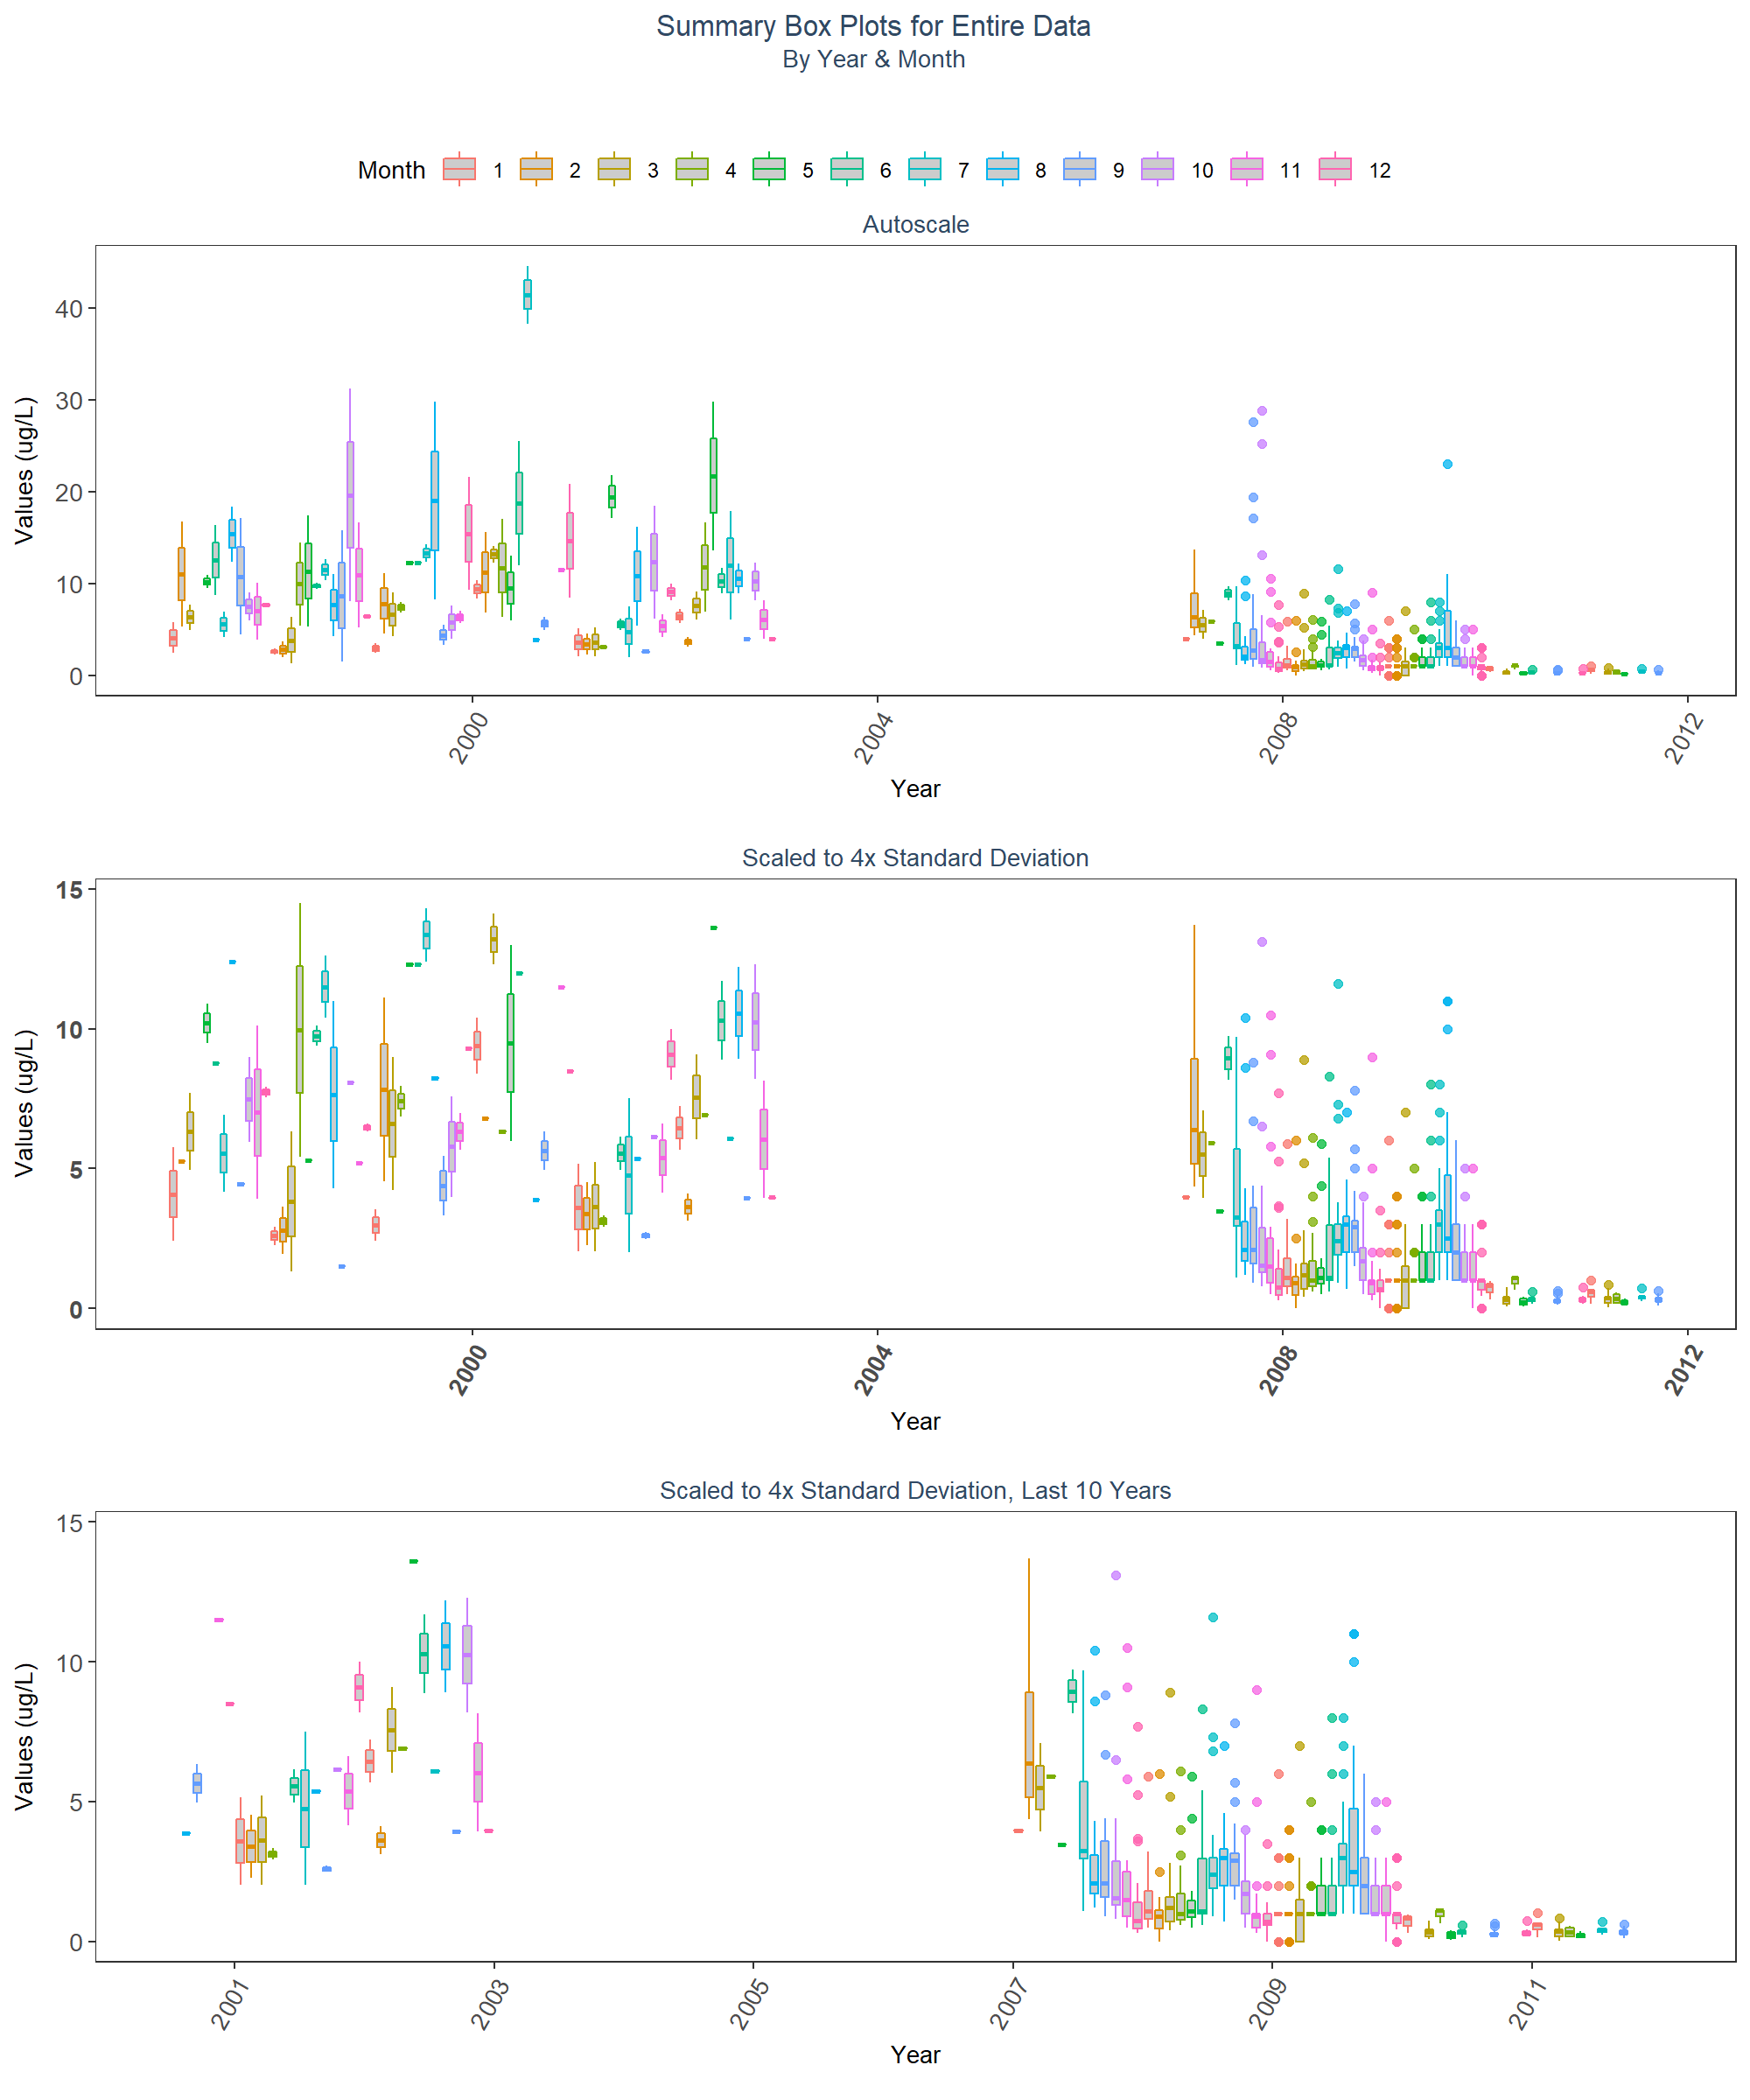 Summary Box Plots for Entire Data
By Year & Month
Month 1 2 3 4 5 6 7 8 9 10 11 12
Autoscale
Values (ug/L)
40
30
20
10
0
2000 2004 2008 2012
Year
Scaled to 4x Standard Deviation
Values (ug/L)
15
10
5
0
2000 2004 2008 2012
Year
Scaled to 4x Standard Deviation, Last 10 Years
Values (ug/L)
15
10
5
0
2001 2003 2005 2007 2009 2011
Year